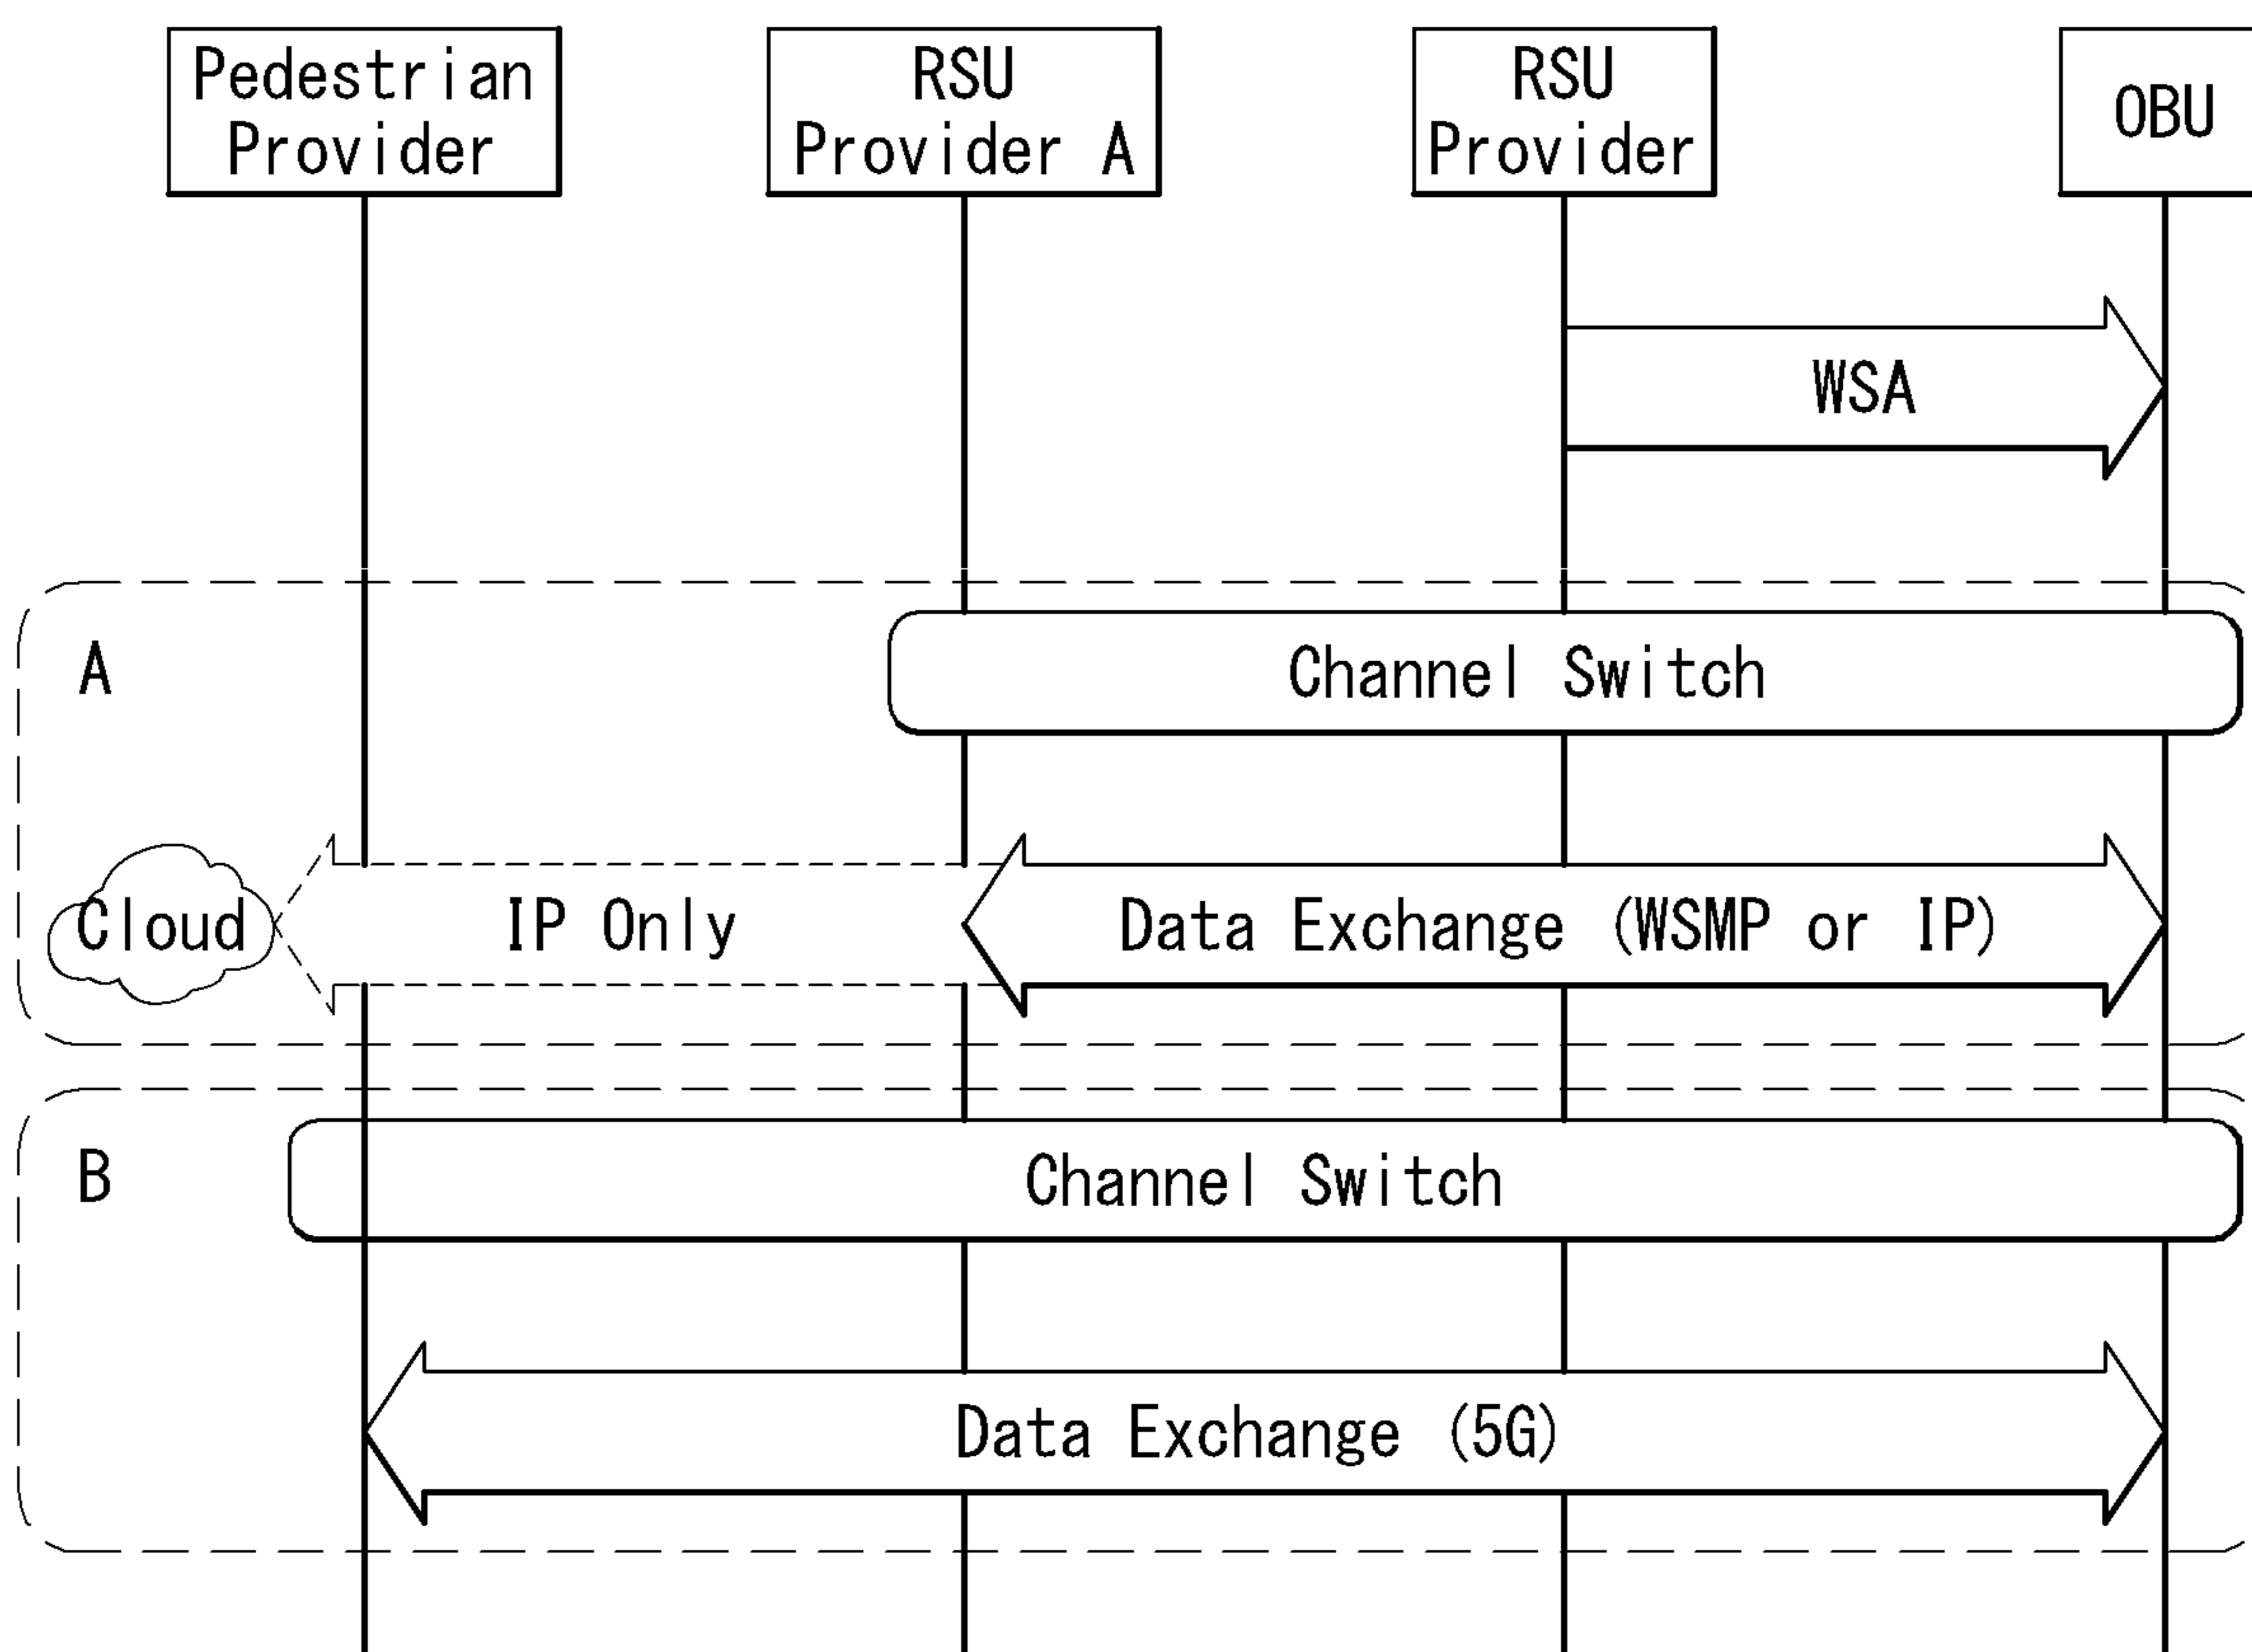 Pedestrian
Provider
RSU
Provider A
RSU
Provider
OBU
WSA
A
Channel Switch
Cloud
IP Only
Data Exchange (WSMP or IP)
B
Channel Switch
Data Exchange (5G)